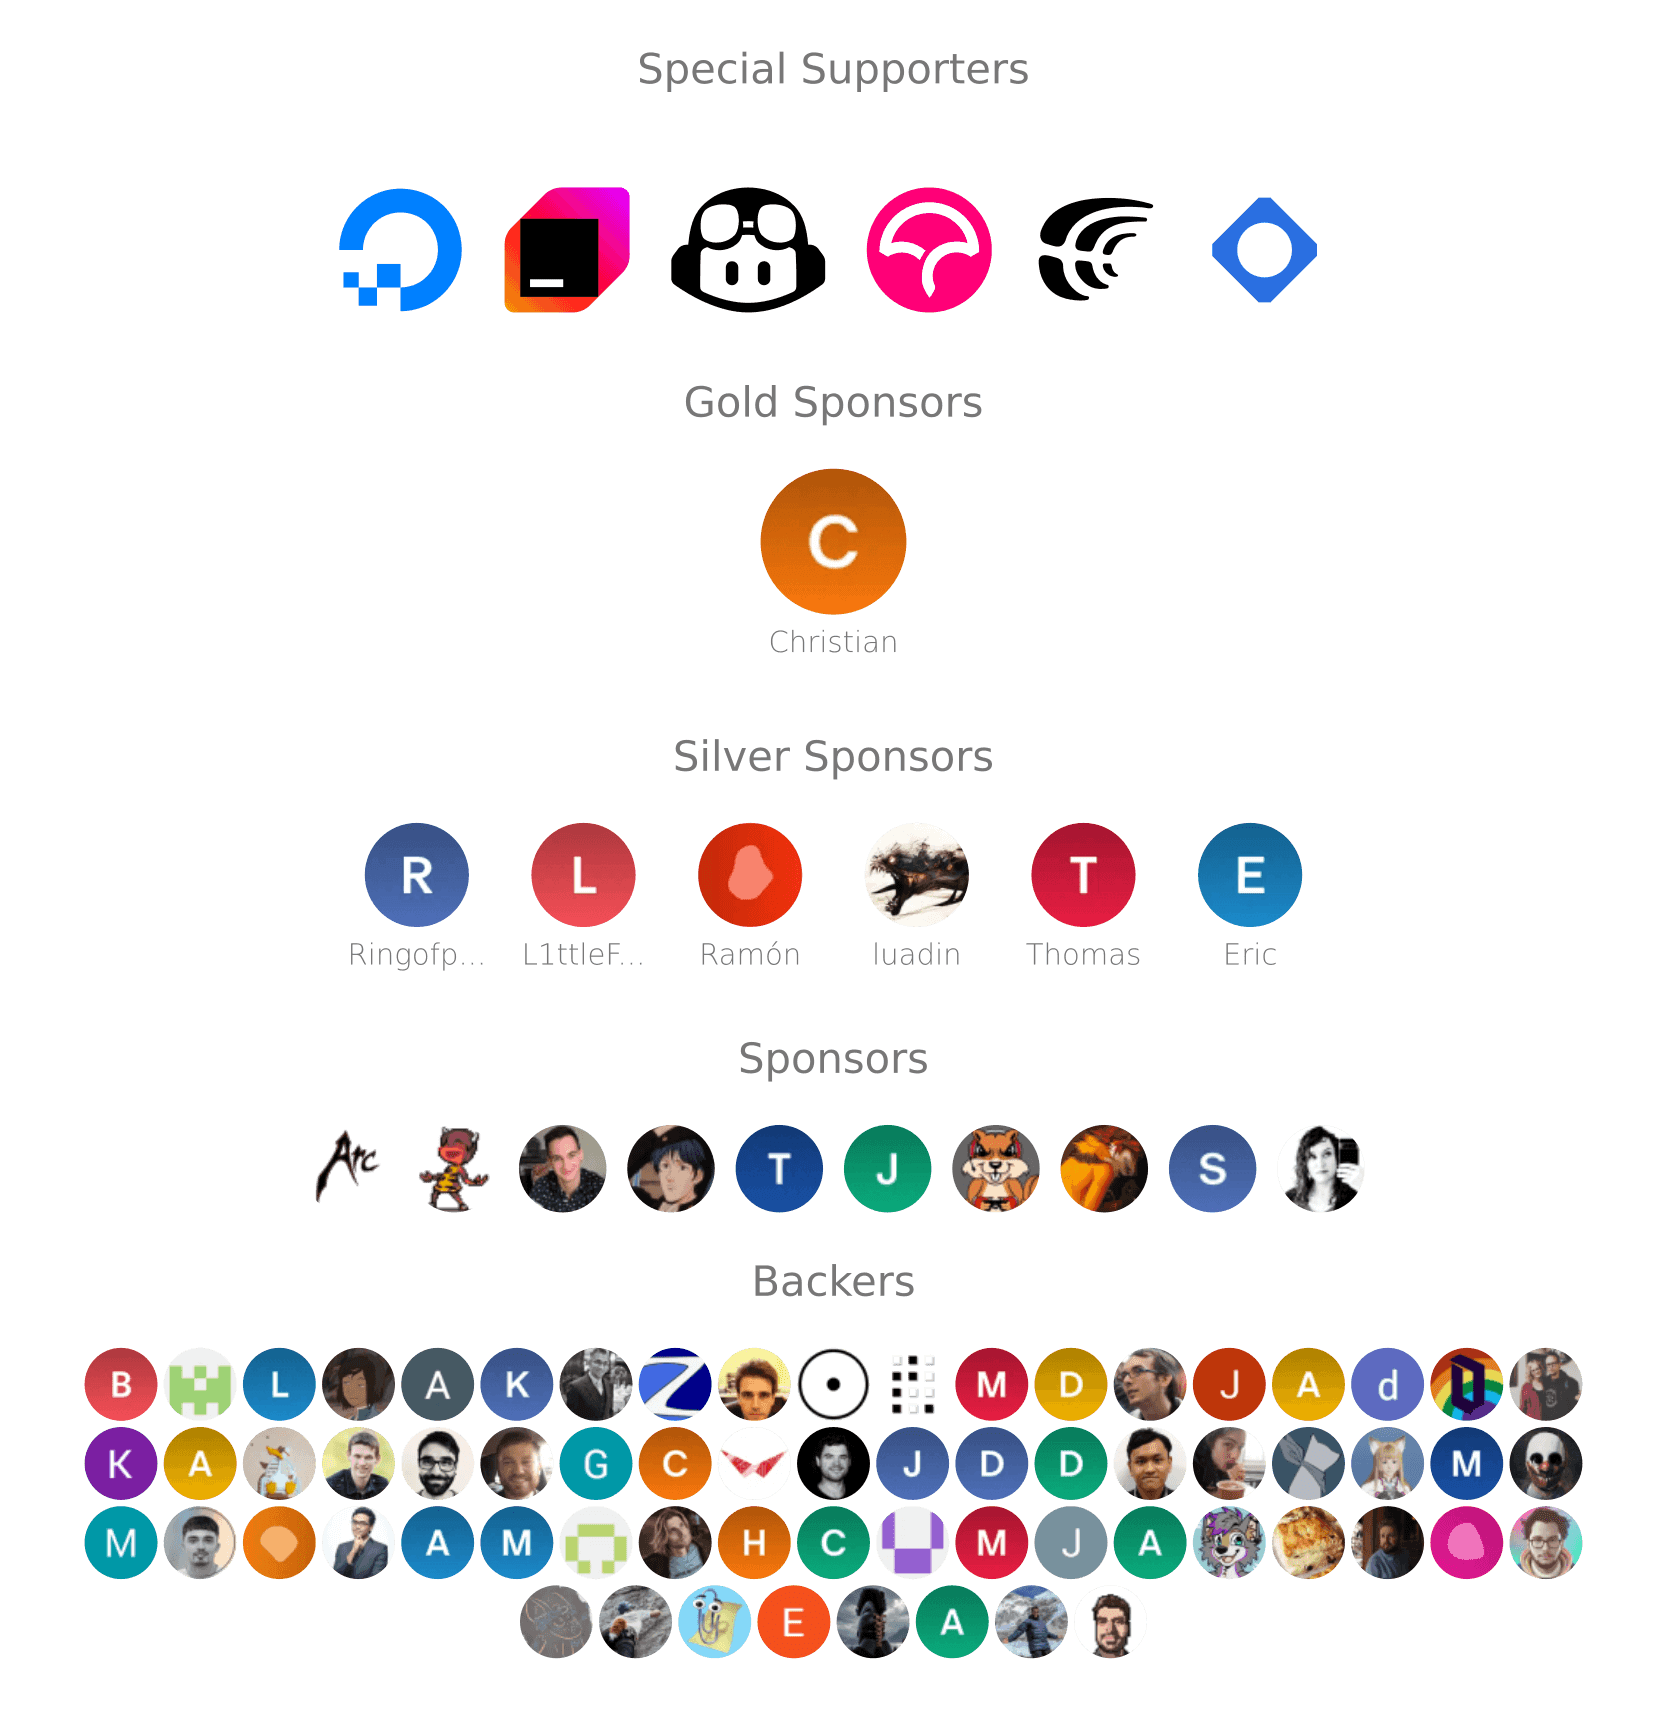 Special Supporters
Gold Sponsors
C
Christian
Silver Sponsors
R L T E
Ringofp... L1ttleF... Ramón luadin Thomas Eric
Sponsors
Arc T J S
Backers
B L A K M D J A d
K A G C J D D M
M A M H C M J A
E A